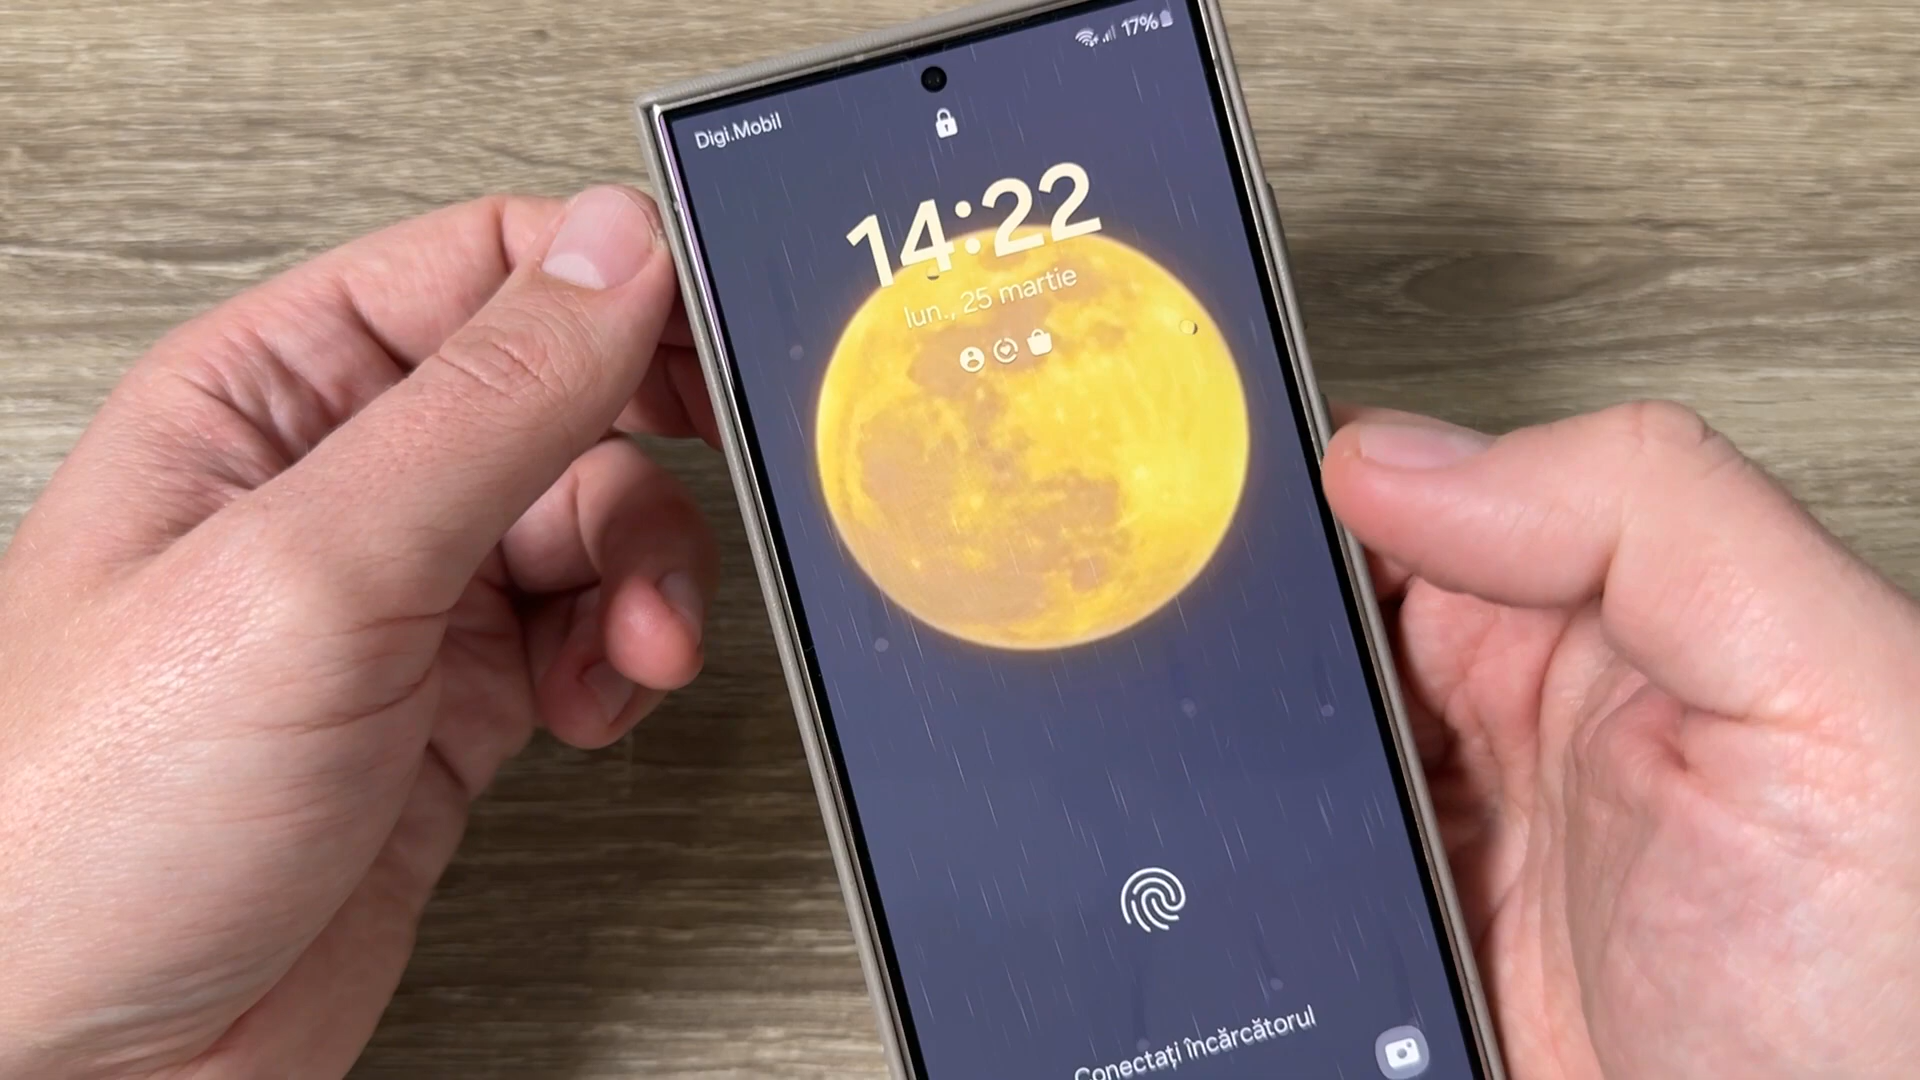 Digi.Mobil
17%
14:22
lun., 25 martie
Conectați încărcătorul